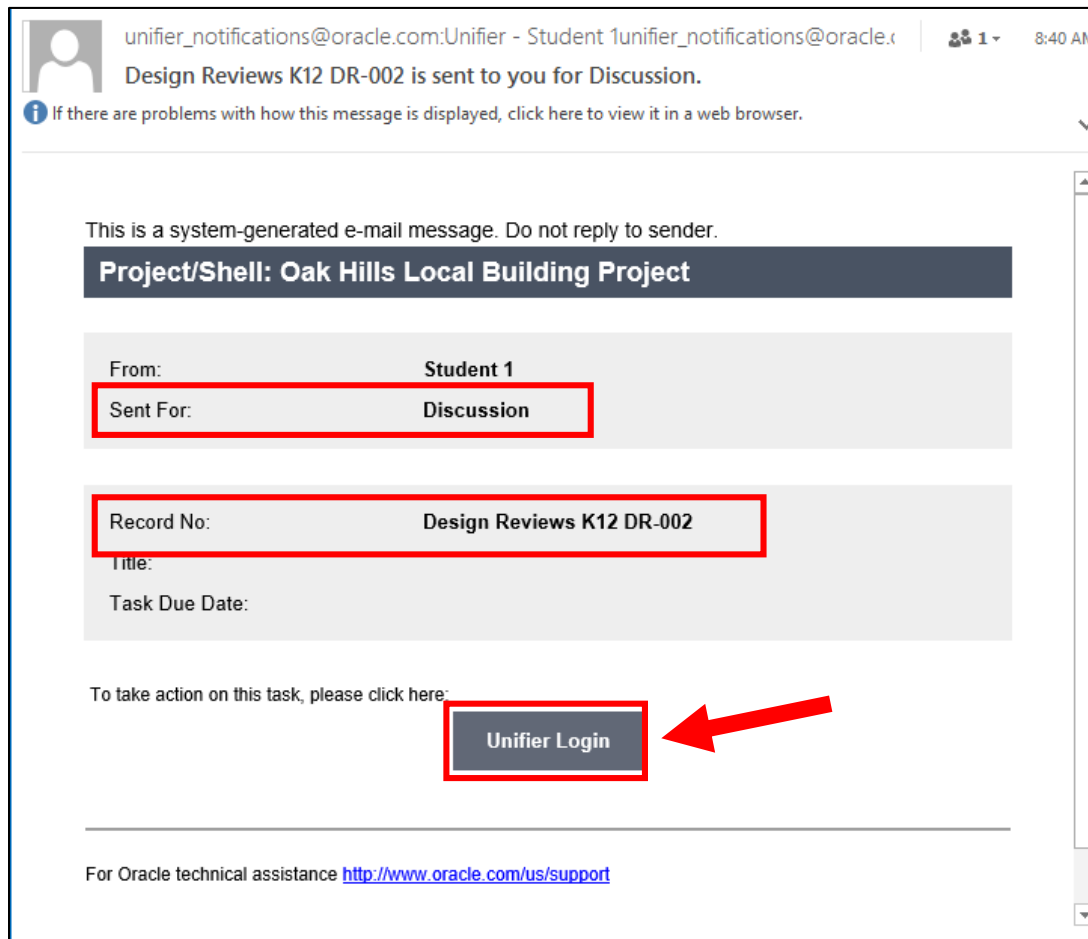 unifier_notifications@oracle.com:Unifier - Student 1unifier_notifications@oracle.c 1 8:40 AM
Design Reviews K12 DR-002 is sent to you for Discussion.
If there are problems with how this message is displayed, click here to view it in a web browser.
This is a system-generated e-mail message. Do not reply to sender.
Project/Shell: Oak Hills Local Building Project
From: Student 1
Sent For: Discussion
Record No: Design Reviews K12 DR-002
Title:
Task Due Date:
To take action on this task, please click here:
Unifier Login
For Oracle technical assistance http://www.oracle.com/us/support